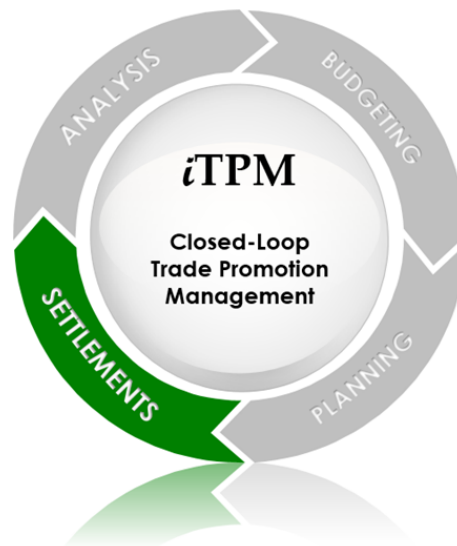 ANALYSIS
BUDGETING
iTPM
Closed-Loop
Trade Promotion
Management
SETTLEMENTS
PLANNING